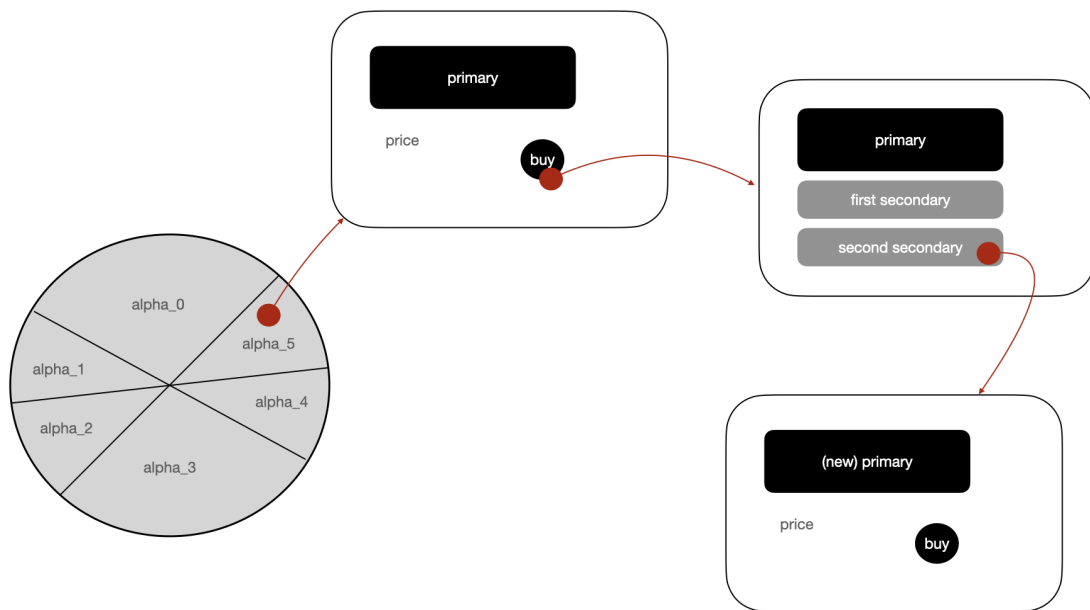 alpha_0
alpha_1
alpha_2
alpha_3
alpha_4
alpha_5
primary
price
buy
primary
first secondary
second secondary
(new) primary
price
buy